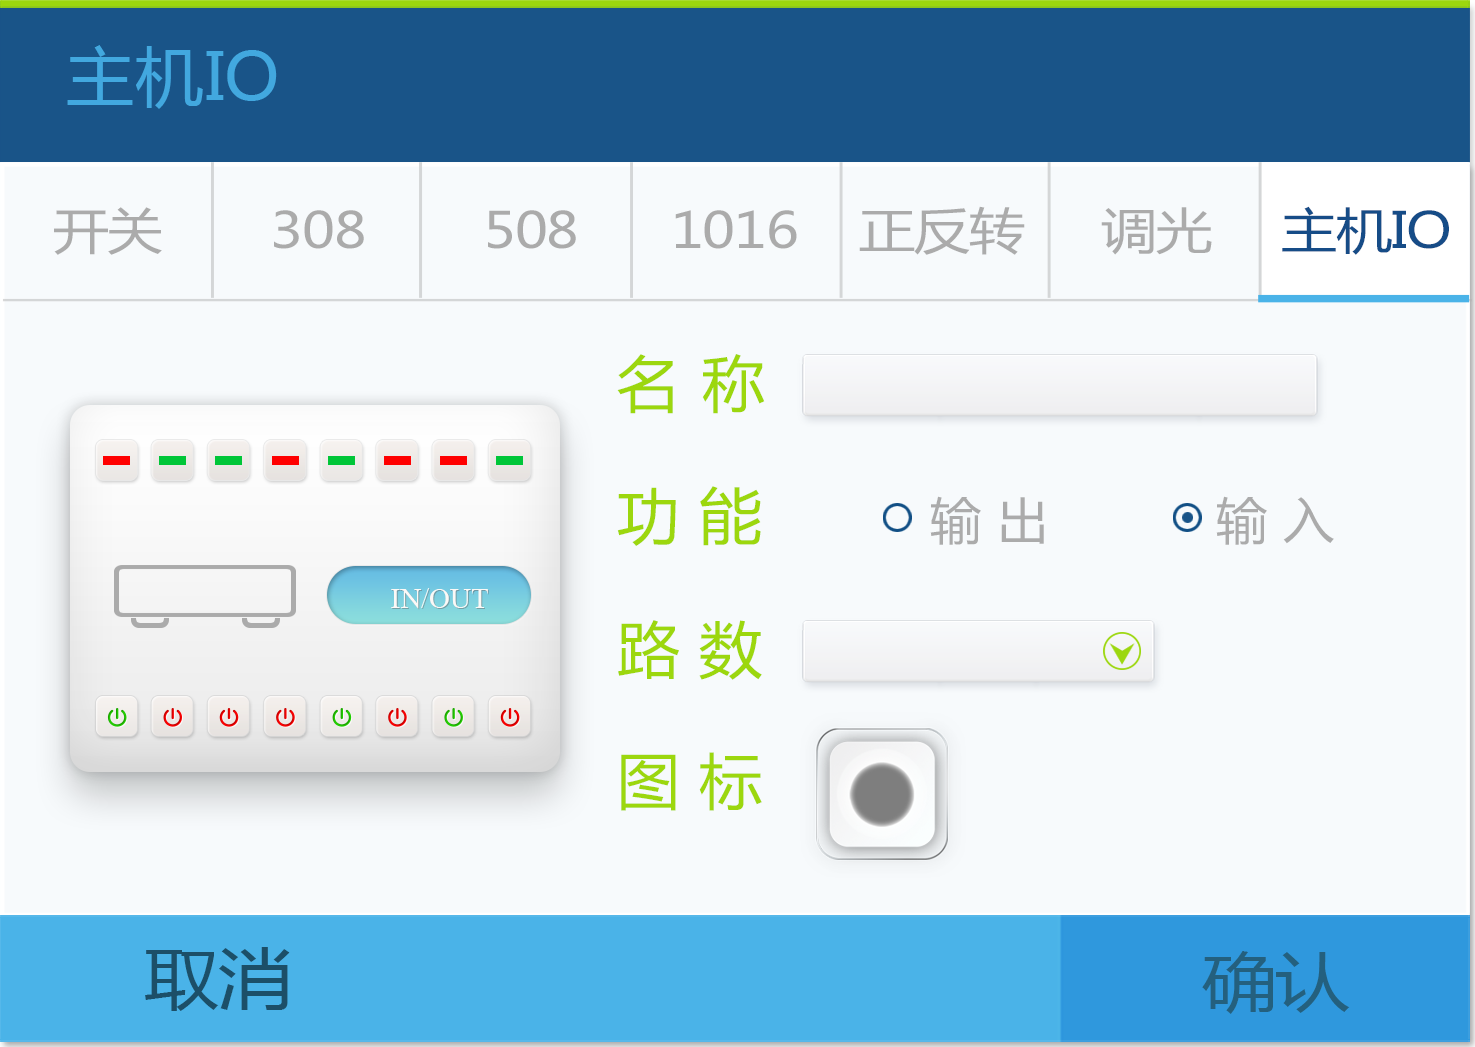 主机IO
开关 308 508 1016 正反转 调光 主机IO
名 称
功 能 输 出 输 入
IN/OUT
路 数
图 标
取消 确认